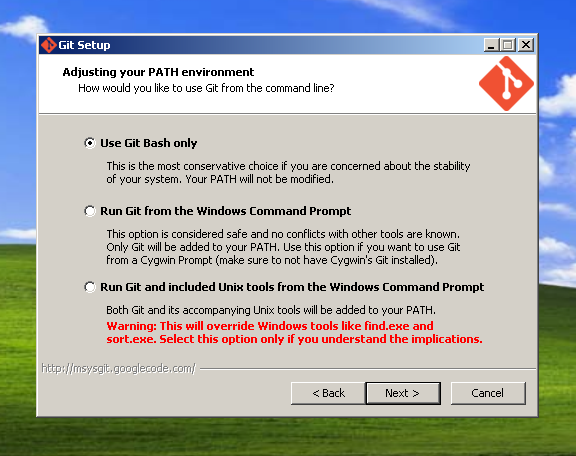 Git Setup
Adjusting your PATH environment
How would you like to use Git from the command line?
Use Git Bash only
This is the most conservative choice if you are concerned about the stability
of your system. Your PATH will not be modified.
Run Git from the Windows Command Prompt
This option is considered safe and no conflicts with other tools are known.
Only Git will be added to your PATH. Use this option if you want to use Git
from a Cygwin Prompt (make sure to not have Cygwin's Git installed).
Run Git and included Unix tools from the Windows Command Prompt
Both Git and its accompanying Unix tools will be added to your PATH.
Warning: This will override Windows tools like find.exe and
sort.exe. Select this option only if you understand the implications.
http://msysgit.googlecode.com/
< Back Next > Cancel